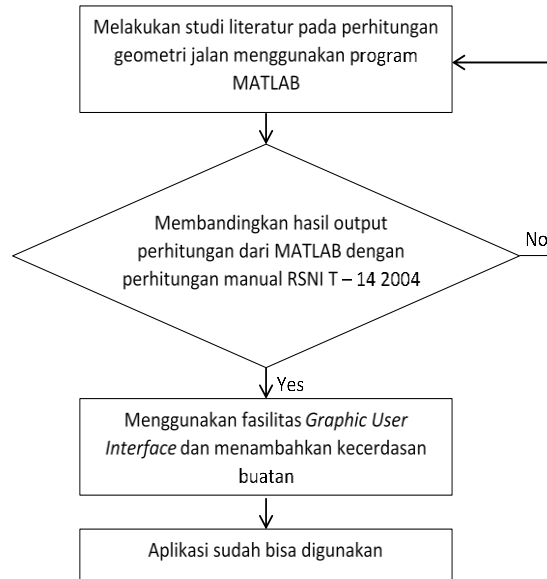 Melakukan studi literatur pada perhitungan
geometri jalan menggunakan program
MATLAB
Membandingkan hasil output
perhitungan dari MATLAB dengan
perhitungan manual RSNI T – 14 2004
No
Yes
Menggunakan fasilitas Graphic User
Interface dan menambahkan kecerdasan
buatan
Aplikasi sudah bisa digunakan